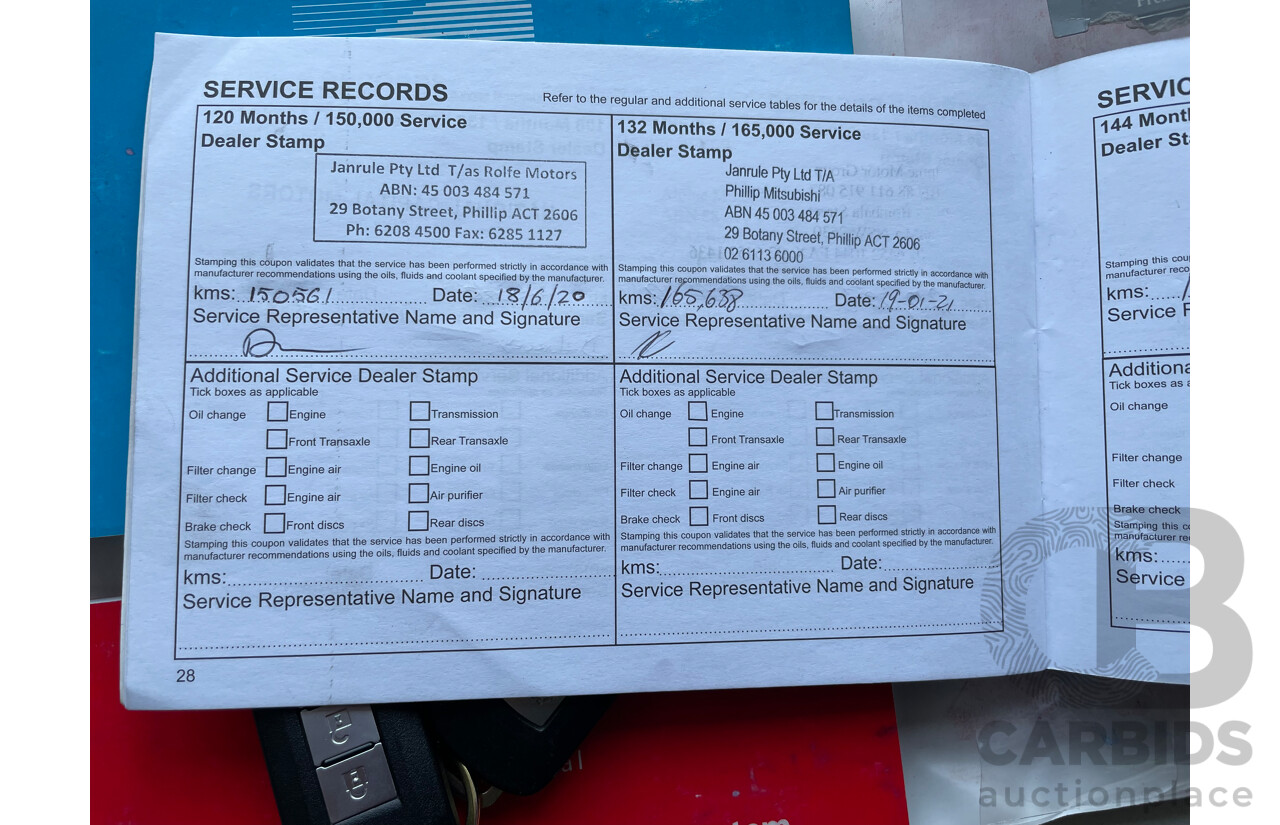 SERVICE RECORDS
Refer to the regular and additional service tables for the details of the items completed
120 Months / 150,000 Service
Dealer Stamp
Janrule Pty Ltd T/as Rolfe Motors
ABN: 45 003 484 571
29 Botany Street, Phillip ACT 2606
Ph: 6208 4500 Fax: 6285 1127
Stamping this coupon validates that the service has been performed strictly in accordance with
manufacturer recommendations using the oils, fluids and coolant specified by the manufacturer.
kms: 150561 Date: 18/6/20
Service Representative Name and Signature
Additional Service Dealer Stamp
Tick boxes as applicable
Oil change Engine Transmission
Front Transaxle Rear Transaxle
Filter change Engine air Engine oil
Filter check Engine air Air purifier
Brake check Front discs Rear discs
Stamping this coupon validates that the service has been performed strictly in accordance with
manufacturer recommendations using the oils, fluids and coolant specified by the manufacturer.
kms: Date:
Service Representative Name and Signature
28
132 Months / 165,000 Service
Dealer Stamp
Janrule Pty Ltd T/A
Phillip Mitsubishi
ABN 45 003 484 571
29 Botany Street, Phillip ACT 2606
02 6113 6000
Stamping this coupon validates that the service has been performed strictly in accordance with
manufacturer recommendations using the oils, fluids and coolant specified by the manufacturer.
kms: 165,638 Date: 19-01-21
Service Representative Name and Signature
Additional Service Dealer Stamp
Tick boxes as applicable
Oil change Engine Transmission
Front Transaxle Rear Transaxle
Filter change Engine air Engine oil
Filter check Engine air Air purifier
Brake check Front discs Rear discs
Stamping this coupon validates that the service has been performed strictly in accordance with
manufacturer recommendations using the oils, fluids and coolant specified by the manufacturer.
kms: Date:
Service Representative Name and Signature
SERVIC
144 Mont
Dealer St
Stamping this cou
manufacturer reco
kms:
Service
Additiona
Tick boxes as
Oil change
Filter change
Filter check
Brake check
Stamping this co
manufacturer re
kms:
Service
CB
CARBIDS
auctionplace